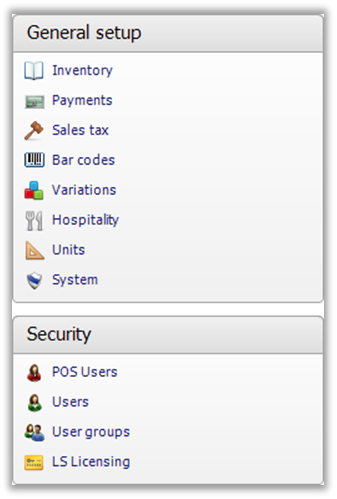 General setup
Inventory
Payments
Sales tax
Bar codes
Variations
Hospitality
Units
System
Security
POS Users
Users
User groups
LS Licensing